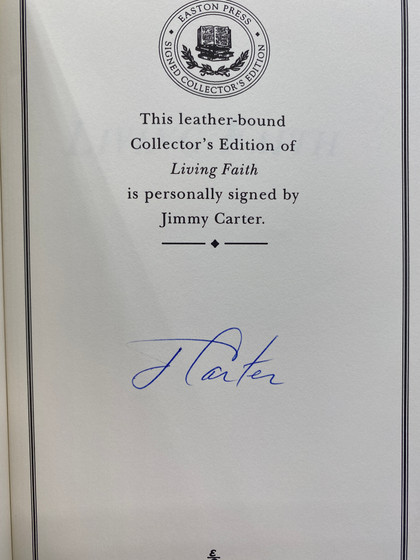 EASTON PRESS
SIGNED COLLECTOR'S EDITION
This leather-bound
Collector's Edition of
Living Faith
is personally signed by
Jimmy Carter.
J Carter